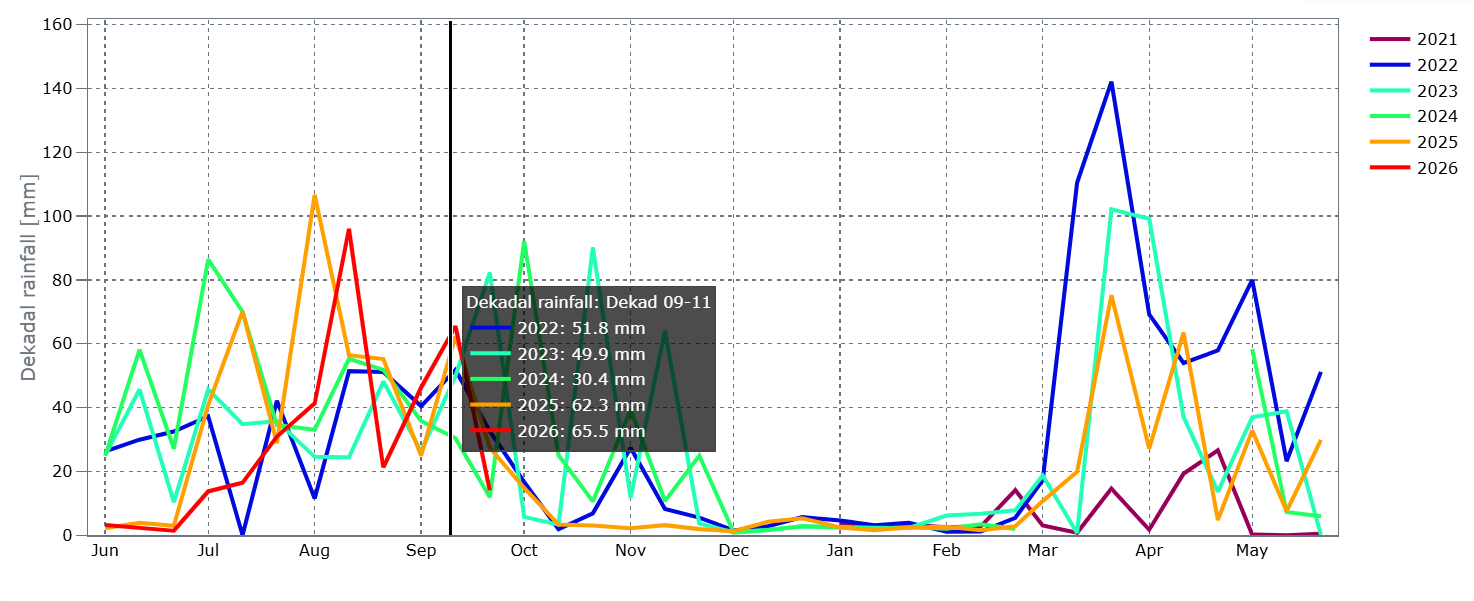 160
140
120
100
80
60
40
20
0
Dekadal rainfall [mm]
Jun Jul Aug Sep Oct Nov Dec Jan Feb Mar Apr May
Dekadal rainfall: Dekad 09-11
2022: 51.8 mm
2023: 49.9 mm
2024: 30.4 mm
2025: 62.3 mm
2026: 65.5 mm
2021
2022
2023
2024
2025
2026